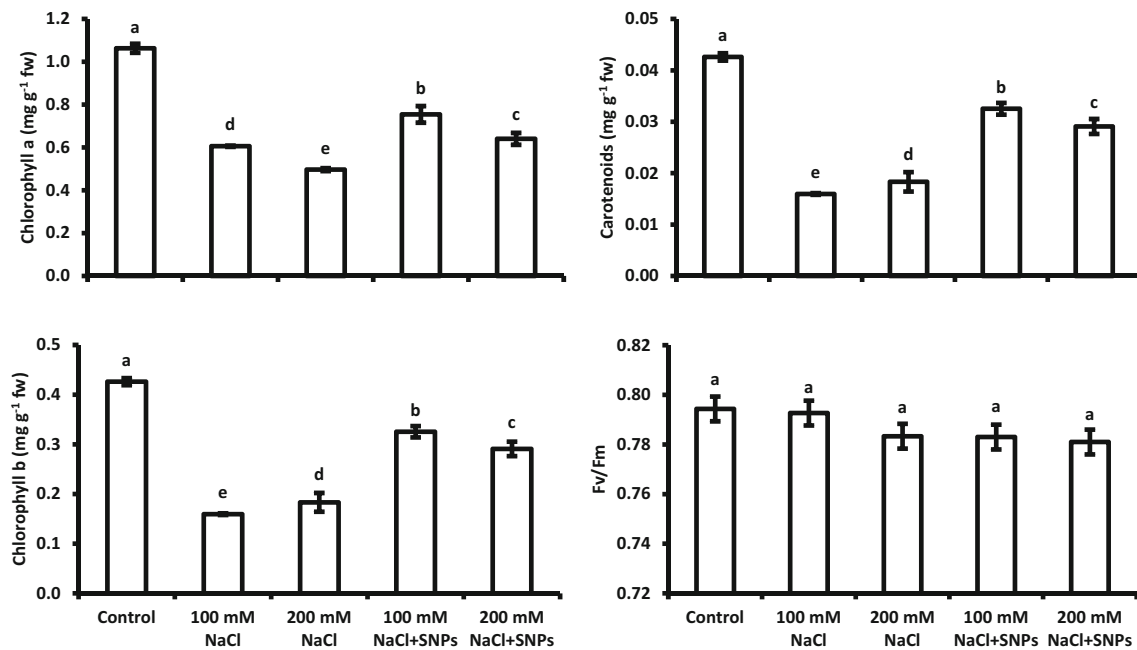 Chlorophyll a (mg g⁻¹ fw)
1.2
1.0
0.8
0.6
0.4
0.2
0.0
a
d
e
b
c
Carotenoids (mg g⁻¹ fw)
0.05
0.04
0.03
0.02
0.01
0.00
a
e
d
b
c
Chlorophyll b (mg g⁻¹ fw)
0.5
0.4
0.3
0.2
0.1
0.0
a
e
d
b
c
Control
100 mM
NaCl
200 mM
NaCl
100 mM
NaCl+SNPs
200 mM
NaCl+SNPs
Fv/Fm
0.82
0.80
0.78
0.76
0.74
0.72
a
a
a
a
a
Control
100 mM
NaCl
200 mM
NaCl
100 mM
NaCl+SNPs
200 mM
NaCl+SNPs